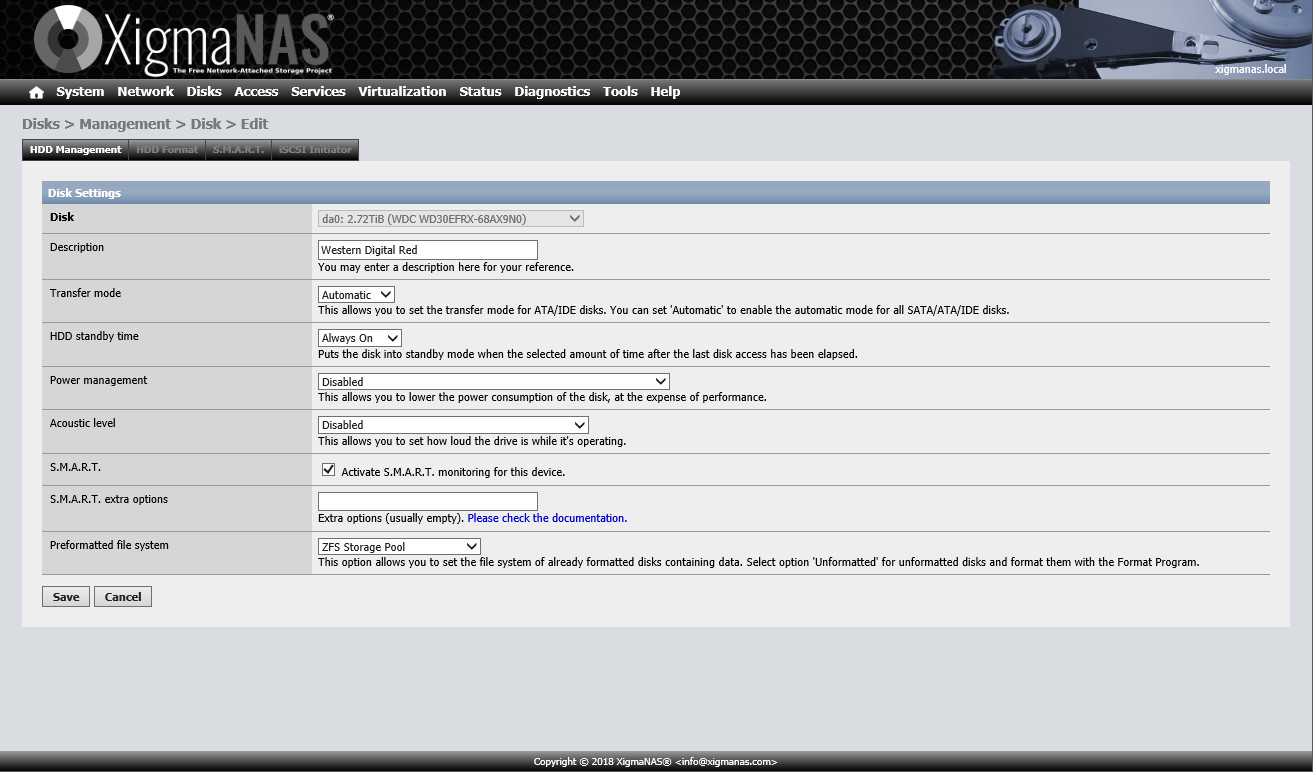 XigmaNAS®
The Free Network-Attached Storage Project
xigmanas.local
System Network Disks Access Services Virtualization Status Diagnostics Tools Help
Disks > Management > Disk > Edit
HDD Management HDD Format S.M.A.R.T. iSCSI Initiator
Disk Settings
Disk da0: 2.72TiB (WDC WD30EFRX-68AX9N0)
Description Western Digital Red
You may enter a description here for your reference.
Transfer mode Automatic
This allows you to set the transfer mode for ATA/IDE disks. You can set 'Automatic' to enable the automatic mode for all SATA/ATA/IDE disks.
HDD standby time Always On
Puts the disk into standby mode when the selected amount of time after the last disk access has been elapsed.
Power management Disabled
This allows you to lower the power consumption of the disk, at the expense of performance.
Acoustic level Disabled
This allows you to set how loud the drive is while it's operating.
S.M.A.R.T. Activate S.M.A.R.T. monitoring for this device.
S.M.A.R.T. extra options
Extra options (usually empty). Please check the documentation.
Preformatted file system ZFS Storage Pool
This option allows you to set the file system of already formatted disks containing data. Select option 'Unformatted' for unformatted disks and format them with the Format Program.
Save Cancel
Copyright © 2018 XigmaNAS® <info@xigmanas.com>